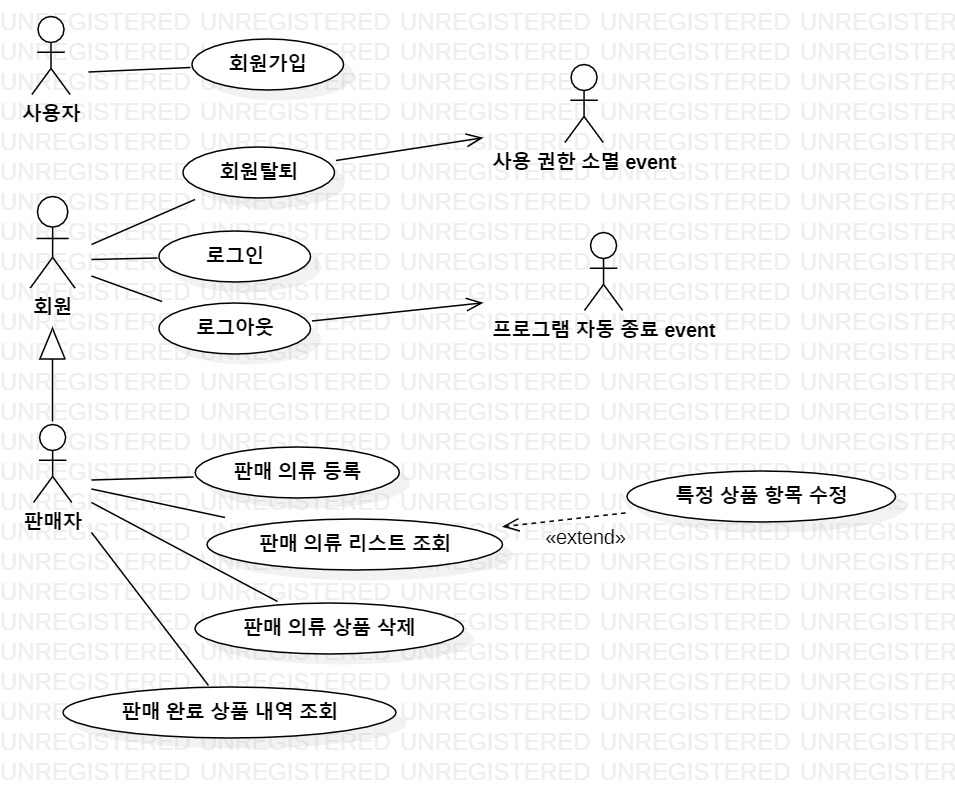 회원가입
사용자
사용 권한 소멸 event
회원탈퇴
로그인
회원
로그아웃
프로그램 자동 종료 event
판매 의류 등록
특정 상품 항목 수정
판매자
«extend»
판매 의류 리스트 조회
판매 의류 상품 삭제
판매 완료 상품 내역 조회
UNREGISTERED UNREGISTERED UNREGISTERED UNREGISTERED UNREGISTERED